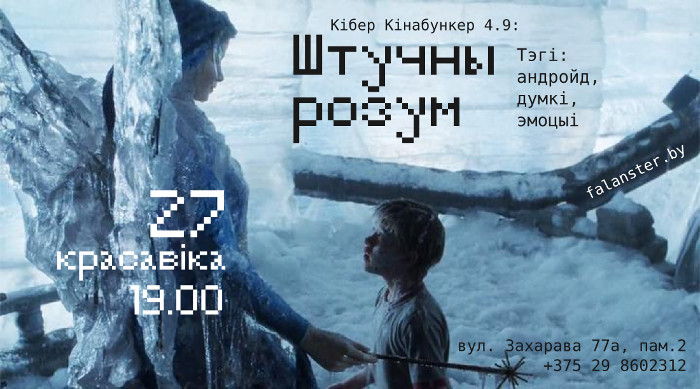 Кібер Кінабункер 4.9:
Штучны
розум
Тэгі:
андройд,
думкі,
эмоцыі
falanster.by
27
красавіка
19.00
вул. Захарава 77а, пам.2
+375 29 8602312